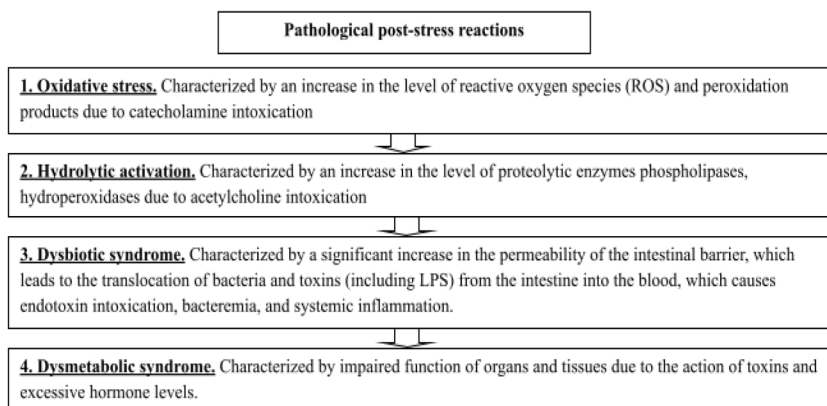 Pathological post-stress reactions
1. Oxidative stress. Characterized by an increase in the level of reactive oxygen species (ROS) and peroxidation
products due to catecholamine intoxication
2. Hydrolytic activation. Characterized by an increase in the level of proteolytic enzymes phospholipases,
hydroperoxidases due to acetylcholine intoxication
3. Dysbiotic syndrome. Characterized by a significant increase in the permeability of the intestinal barrier, which
leads to the translocation of bacteria and toxins (including LPS) from the intestine into the blood, which causes
endotoxin intoxication, bacteremia, and systemic inflammation.
4. Dysmetabolic syndrome. Characterized by impaired function of organs and tissues due to the action of toxins and
excessive hormone levels.